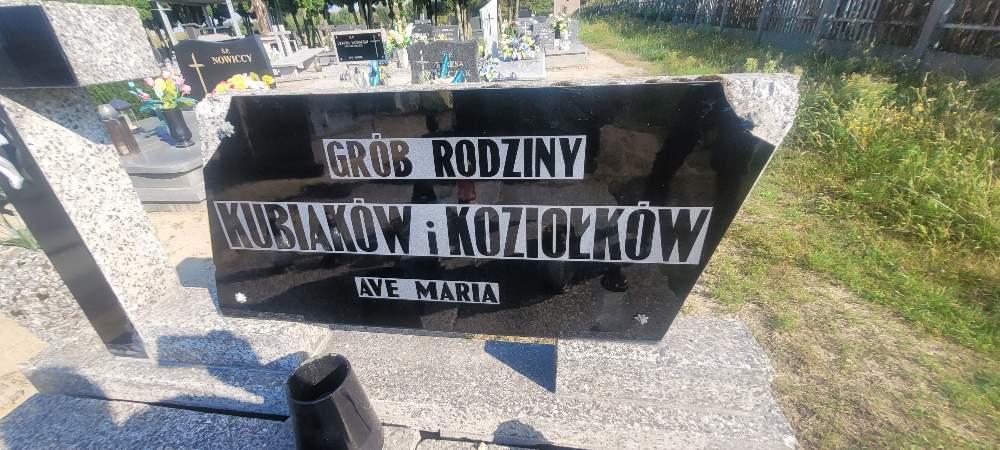 Ś.P.
NOWICCY
GRÓB RODZINY
KUBIAKÓW i KOZIOŁKÓW
AVE MARIA